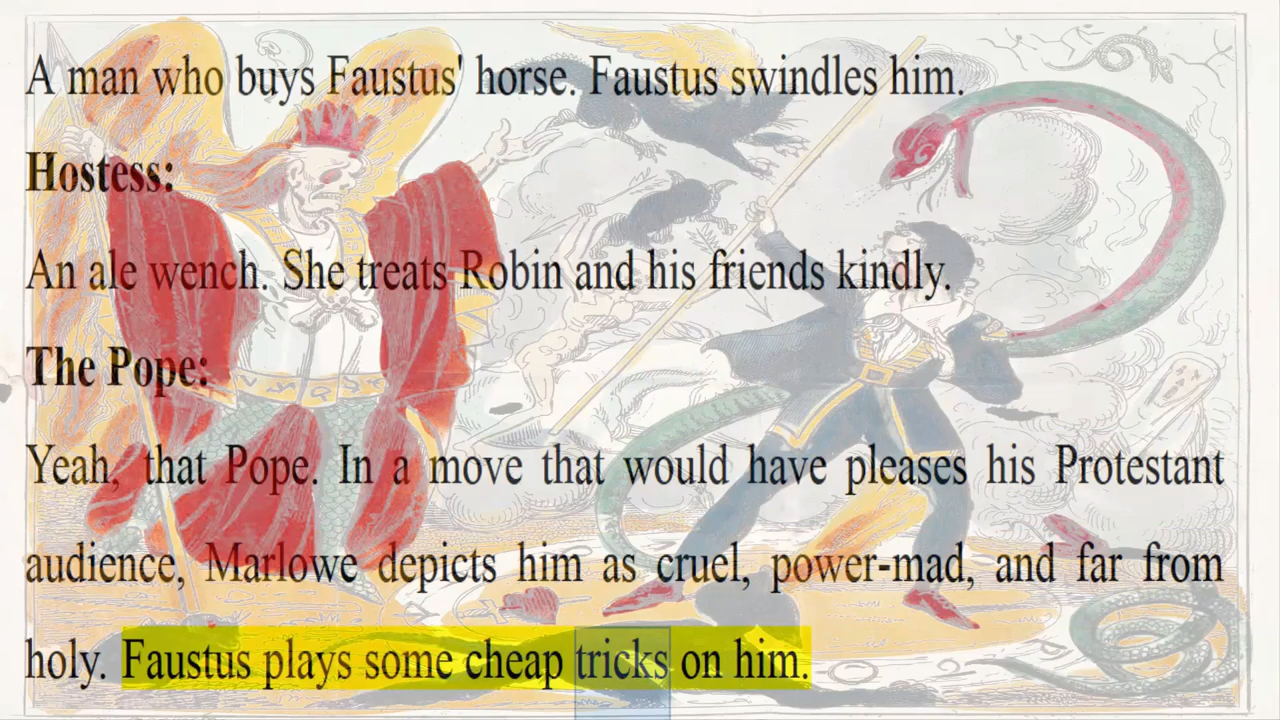 A man who buys Faustus' horse. Faustus swindles him.
Hostess:
An ale wench. She treats Robin and his friends kindly.
The Pope:
Yeah, that Pope. In a move that would have pleases his Protestant
audience, Marlowe depicts him as cruel, power-mad, and far from
holy. Faustus plays some cheap tricks on him.